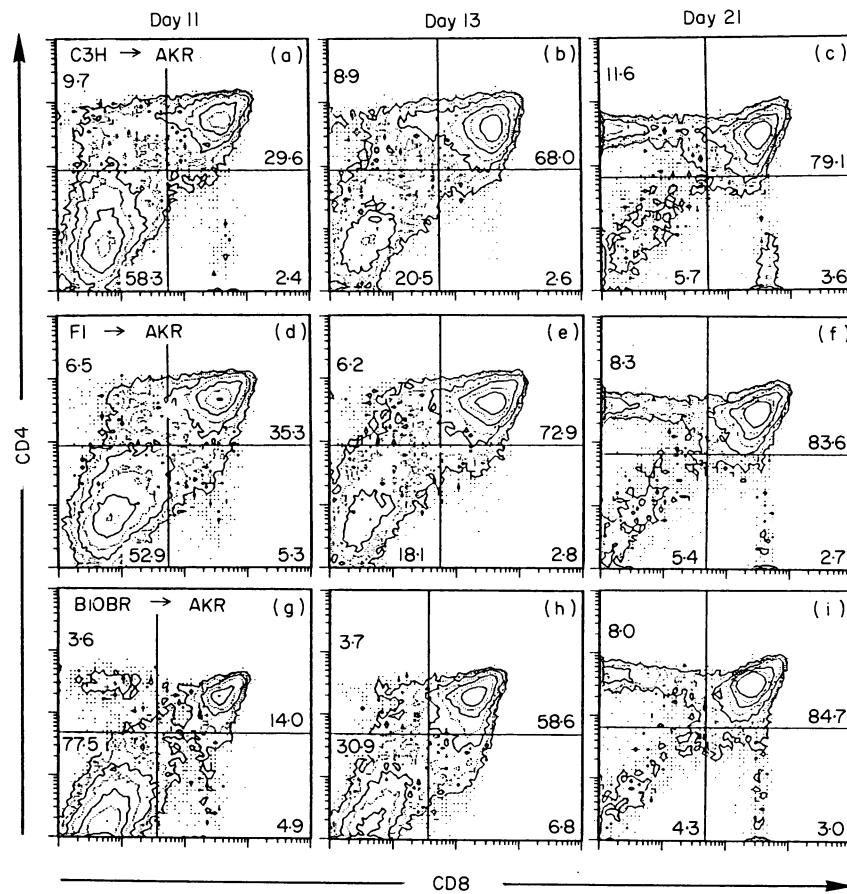 Day 11 Day 13 Day 21
C3H → AKR (a) (b) (c)
9·7 8·9 11·6
29·6 68·0 79·1
58·3 2·4 20·5 2·6 5·7 3·6
F1 → AKR (d) (e) (f)
6·5 6·2 8·3
35·3 72·9 83·6
52·9 5·3 18·1 2·8 5·4 2·7
B10BR → AKR (g) (h) (i)
3·6 3·7 8·0
14·0 58·6 84·7
77·5 30·9
4·9 6·8 4·3 3·0
CD4
CD8